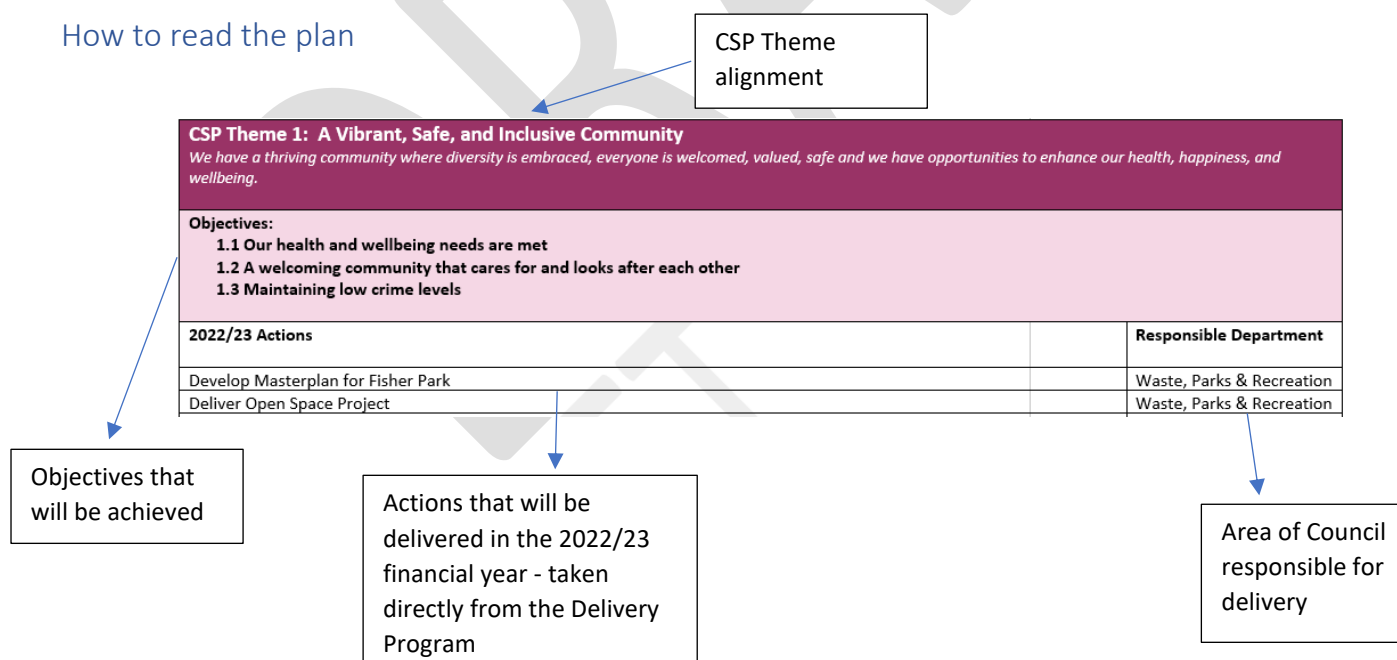 How to read the plan
CSP Theme
alignment
CSP Theme 1:  A Vibrant, Safe, and Inclusive Community
We have a thriving community where diversity is embraced, everyone is welcomed, valued, safe and we have opportunities to enhance our health, happiness, and
wellbeing.
Objectives:
1.1 Our health and wellbeing needs are met
1.2 A welcoming community that cares for and looks after each other
1.3 Maintaining low crime levels
2022/23 Actions Responsible Department
Develop Masterplan for Fisher Park Waste, Parks & Recreation
Deliver Open Space Project Waste, Parks & Recreation
Objectives that
will be achieved
Actions that will be
delivered in the 2022/23
financial year - taken
directly from the Delivery
Program
Area of Council
responsible for
delivery